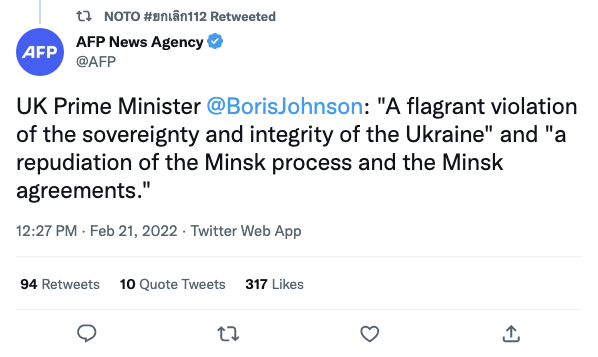 NOTO #ยกเลิก112 Retweeted
AFP
AFP News Agency
@AFP
UK Prime Minister @BorisJohnson: "A flagrant violation
of the sovereignty and integrity of the Ukraine" and "a
repudiation of the Minsk process and the Minsk
agreements."
12:27 PM · Feb 21, 2022 · Twitter Web App
94 Retweets 10 Quote Tweets 317 Likes